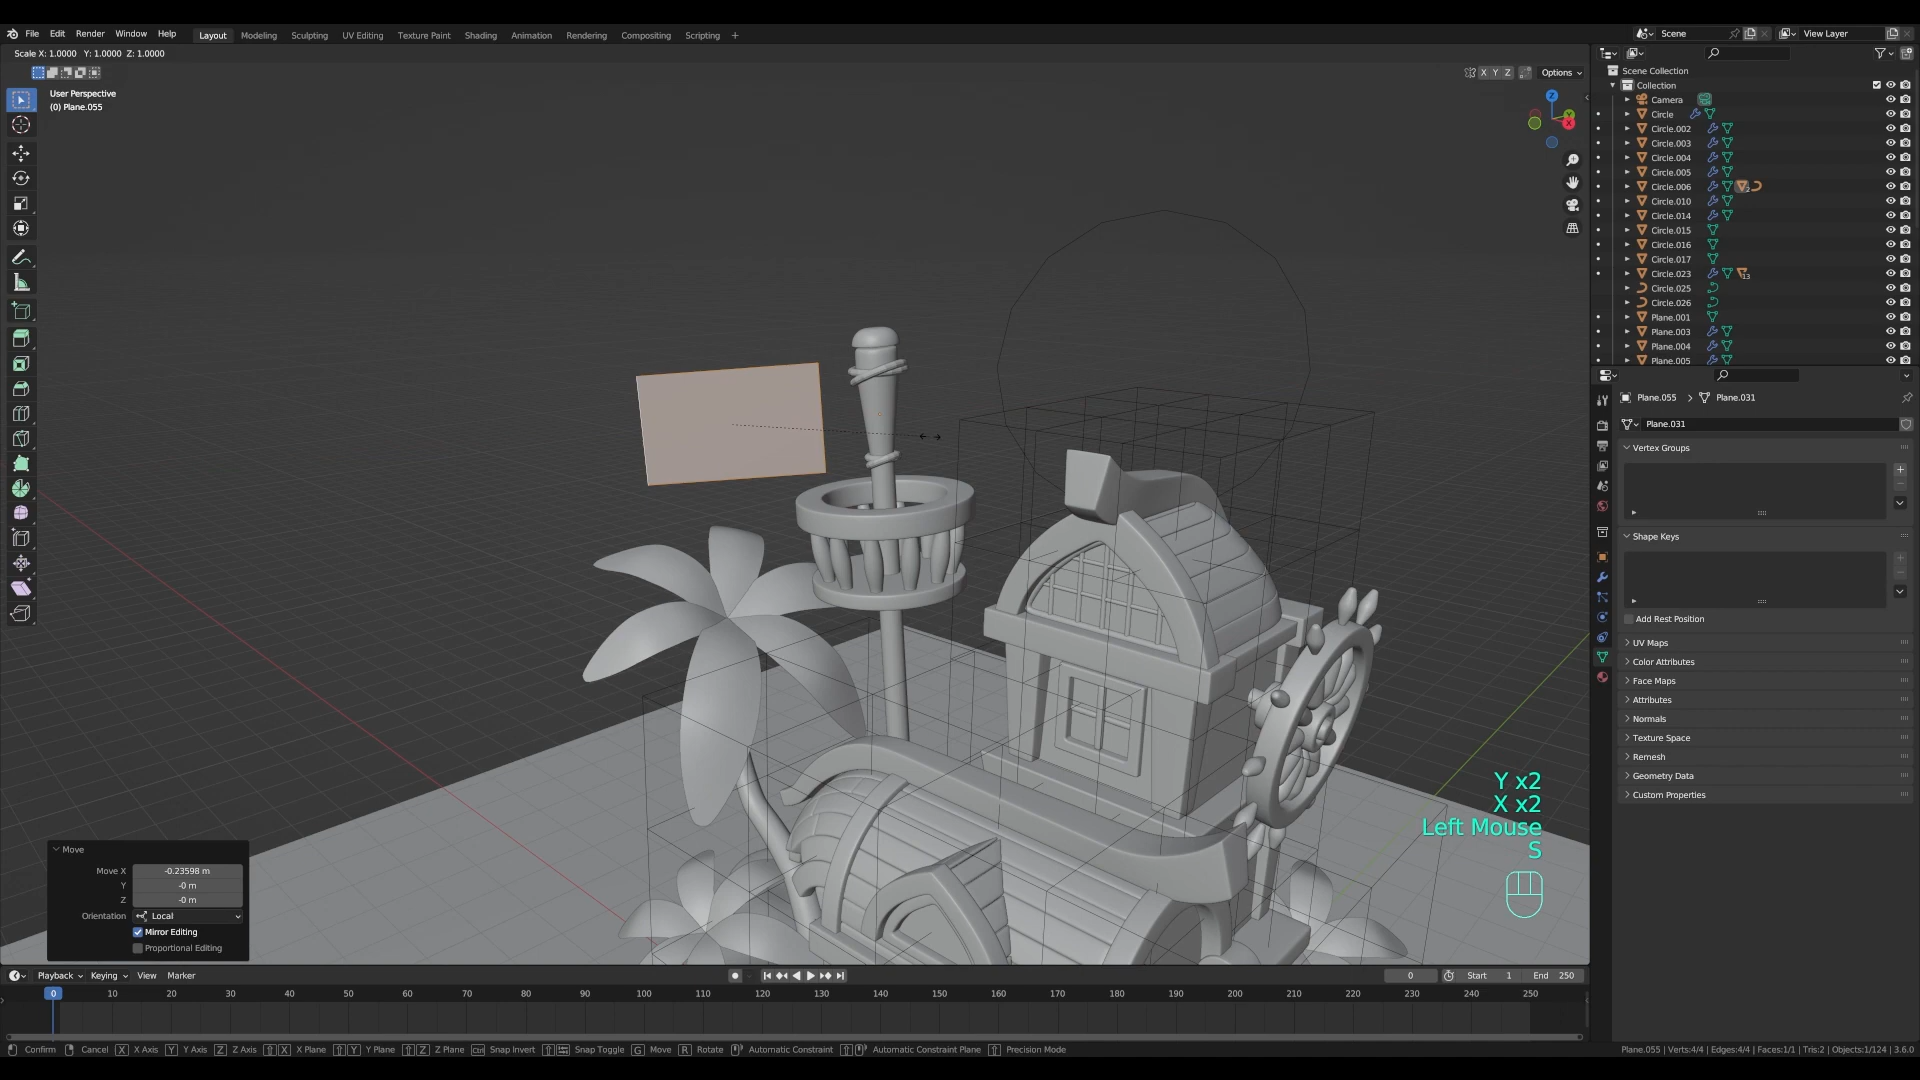 File Edit Render Window Help Layout Modeling Sculpting UV Editing Texture Paint Shading Animation Rendering Compositing Scripting + Scene View Layer
Scale X: 1.0000 Y: 1.0000 Z: 1.0000
X Y Z Options
User Perspective
(0) Plane.055
Z
Y
X
Scene Collection
Collection
Camera
Circle
Circle.002
Circle.003
Circle.004
Circle.005
Circle.006 2
Circle.010
Circle.014
Circle.015
Circle.016
Circle.017
Circle.023 13
Circle.025
Circle.026
Plane.001
Plane.003
Plane.004
Plane.005
Plane.055 > Plane.031
Plane.031
Vertex Groups
Shape Keys
Add Rest Position
UV Maps
Color Attributes
Face Maps
Attributes
Normals
Texture Space
Remesh
Geometry Data
Custom Properties
Y x2
X x2
Left Mouse
S
Move
Move X -0.23598 m
Y -0 m
Z -0 m
Orientation Local
Mirror Editing
Proportional Editing
Playback Keying View Marker 0 Start 1 End 250
0 10 20 30 40 50 60 70 80 90 100 110 120 130 140 150 160 170 180 190 200 210 220 230 240 250
Confirm Cancel X X Axis Y Y Axis Z Z Axis X X Plane Y Y Plane Z Z Plane Ctrl Snap Invert Snap Toggle G Move R Rotate Automatic Constraint Automatic Constraint Plane Precision Mode Plane.055 | Verts:4/4 | Edges:4/4 | Faces:1/1 | Tris:2 | Objects:1/124 | 3.6.0